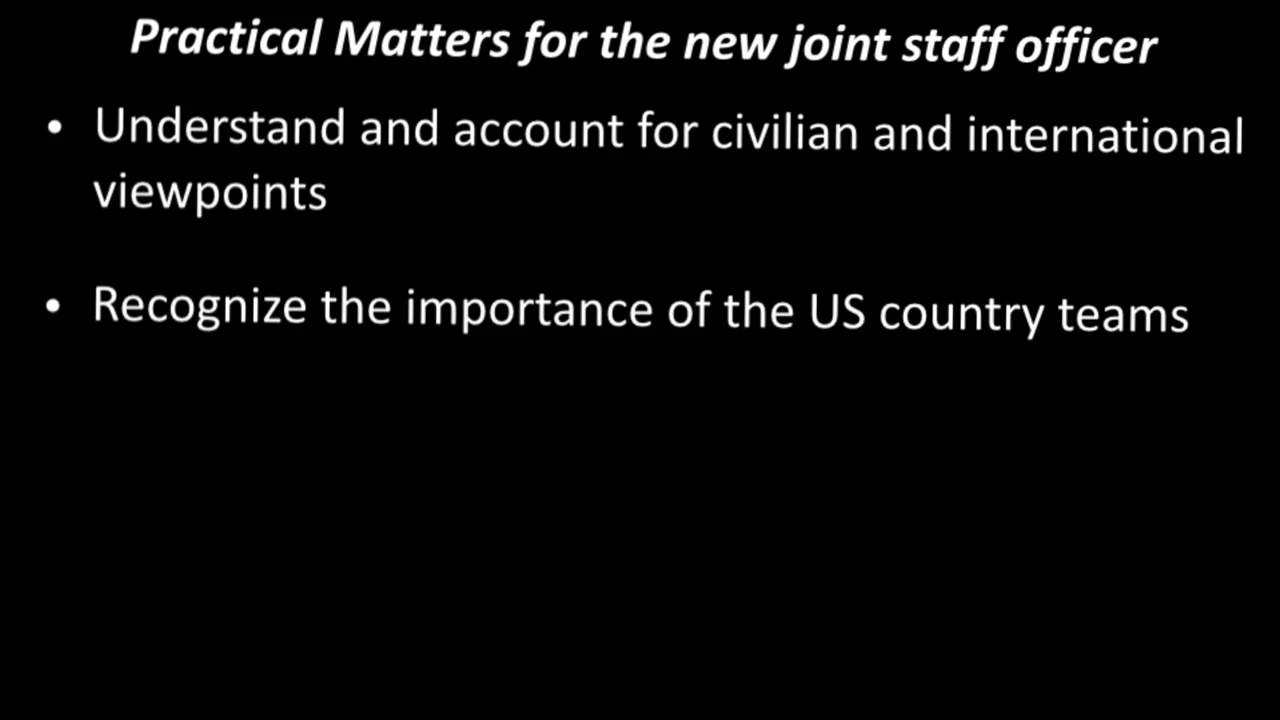 Practical Matters for the new joint staff officer
• Understand and account for civilian and international
viewpoints
• Recognize the importance of the US country teams